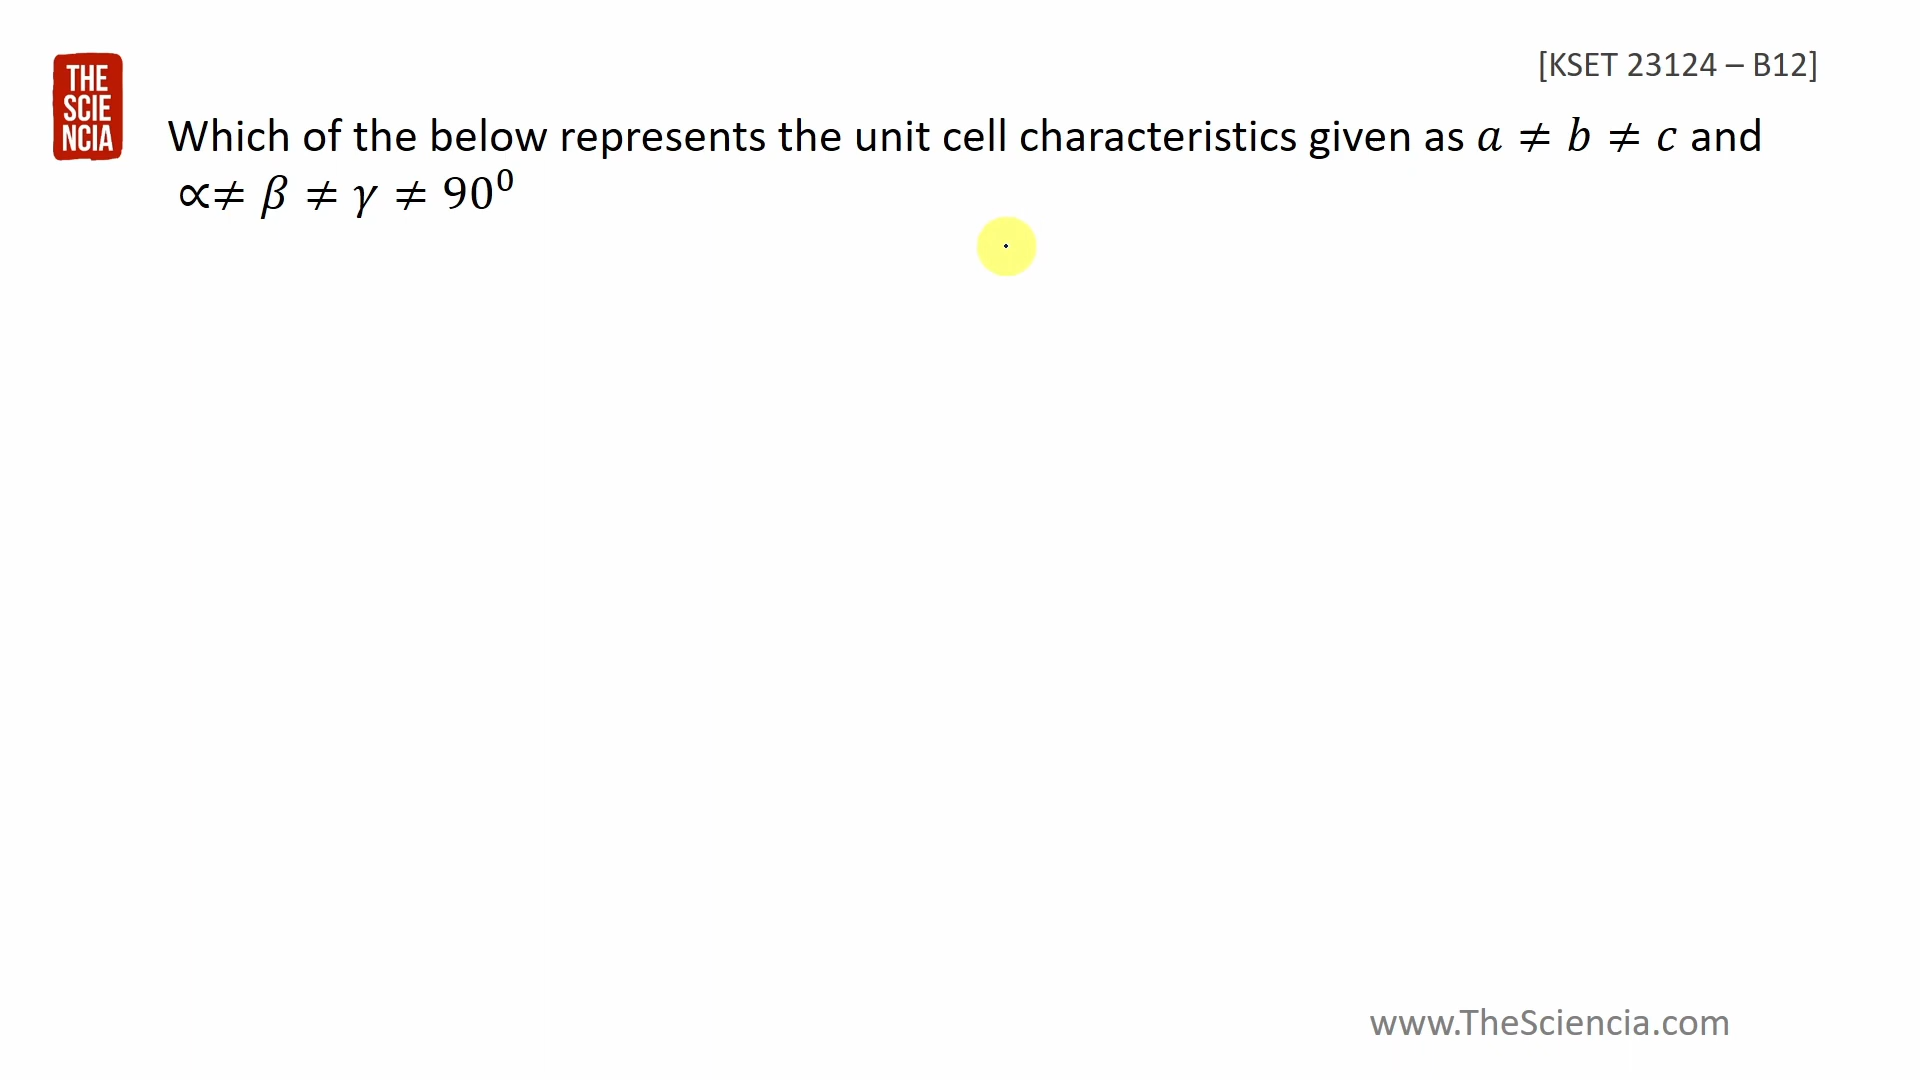 THE
SCIE
NCIA
[KSET 23124 – B12]
Which of the below represents the unit cell characteristics given as a ≠ b ≠ c and
∝≠ β ≠ γ ≠ 90⁰
www.TheSciencia.com